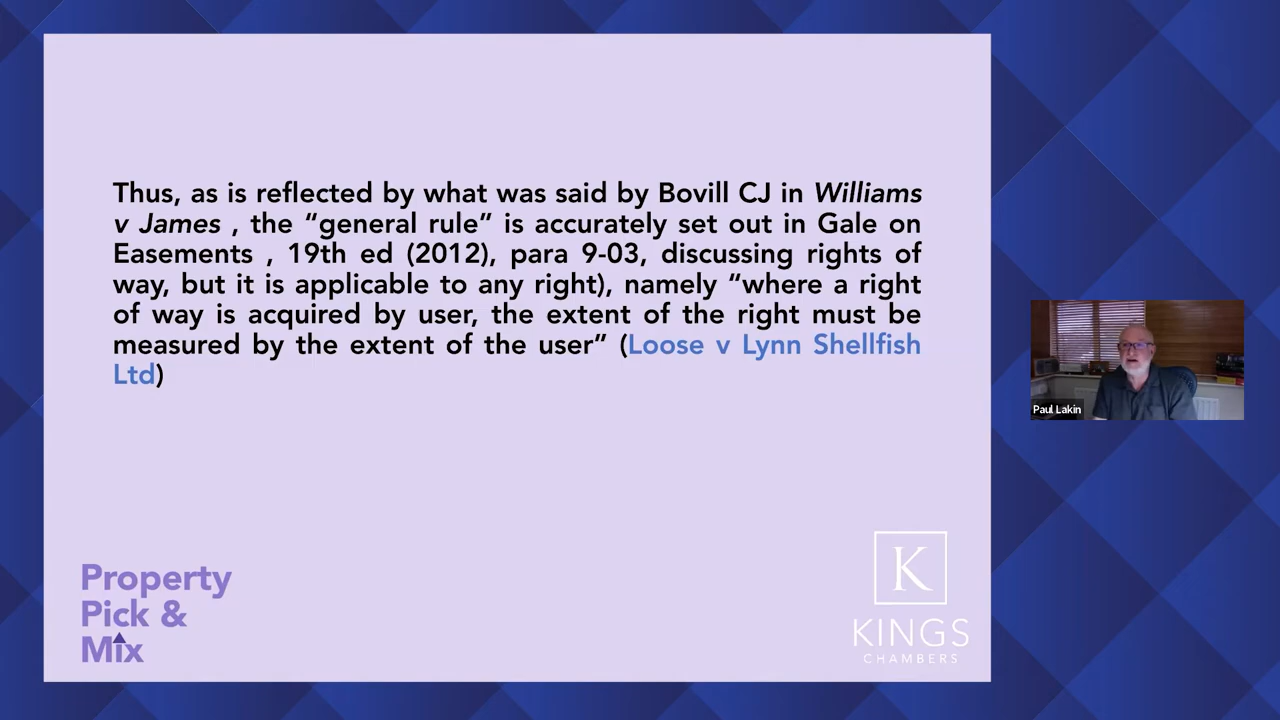 Thus, as is reflected by what was said by Bovill CJ in Williams
v James , the “general rule” is accurately set out in Gale on
Easements , 19th ed (2012), para 9-03, discussing rights of
way, but it is applicable to any right), namely “where a right
of way is acquired by user, the extent of the right must be
measured by the extent of the user” (Loose v Lynn Shellfish
Ltd)
Paul Lakin
Property
Pick &
Mix
K
KINGS
CHAMBERS